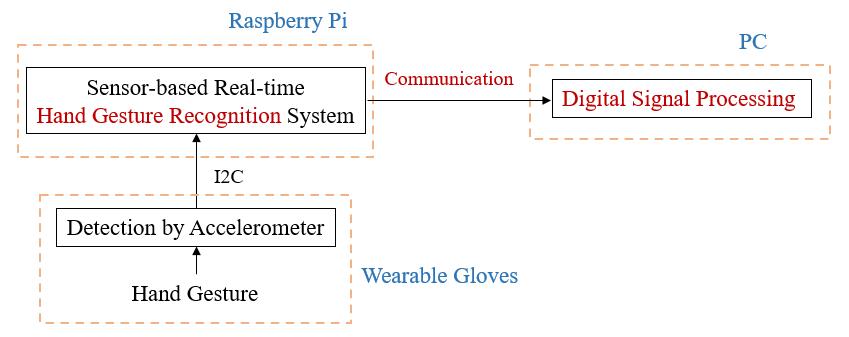 Raspberry Pi
PC
Sensor-based Real-time
Hand Gesture Recognition System
Communication
Digital Signal Processing
I2C
Detection by Accelerometer
Wearable Gloves
Hand Gesture